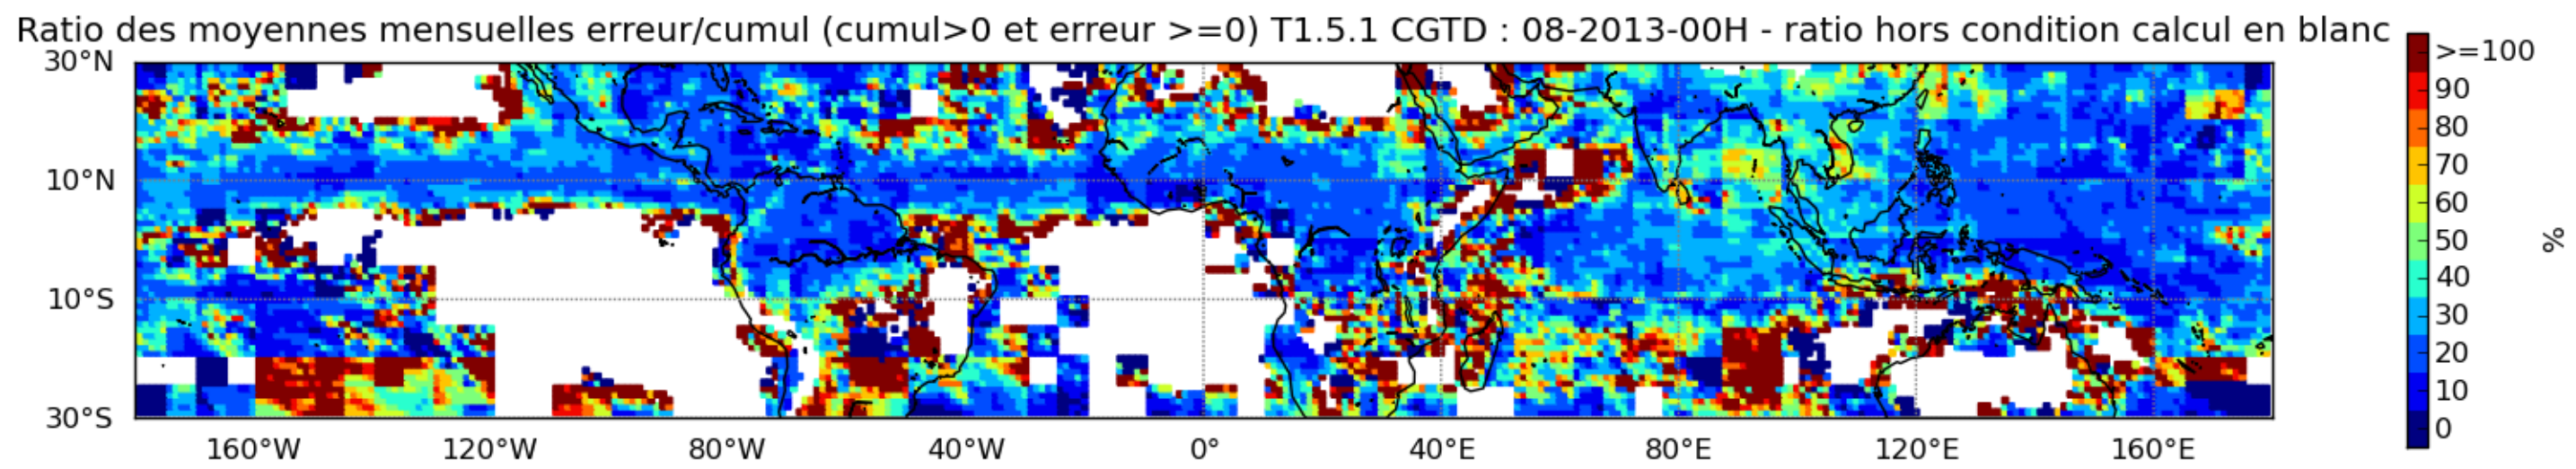 Ratio des moyennes mensuelles erreur/cumul (cumul>0 et erreur >=0) T1.5.1 CGTD : 08-2013-00H - ratio hors condition calcul en blanc
30°N
10°N
10°S
30°S
160°W 120°W 80°W 40°W 0° 40°E 80°E 120°E 160°E
>=100
90
80
70
60
50
40
30
20
10
0
%